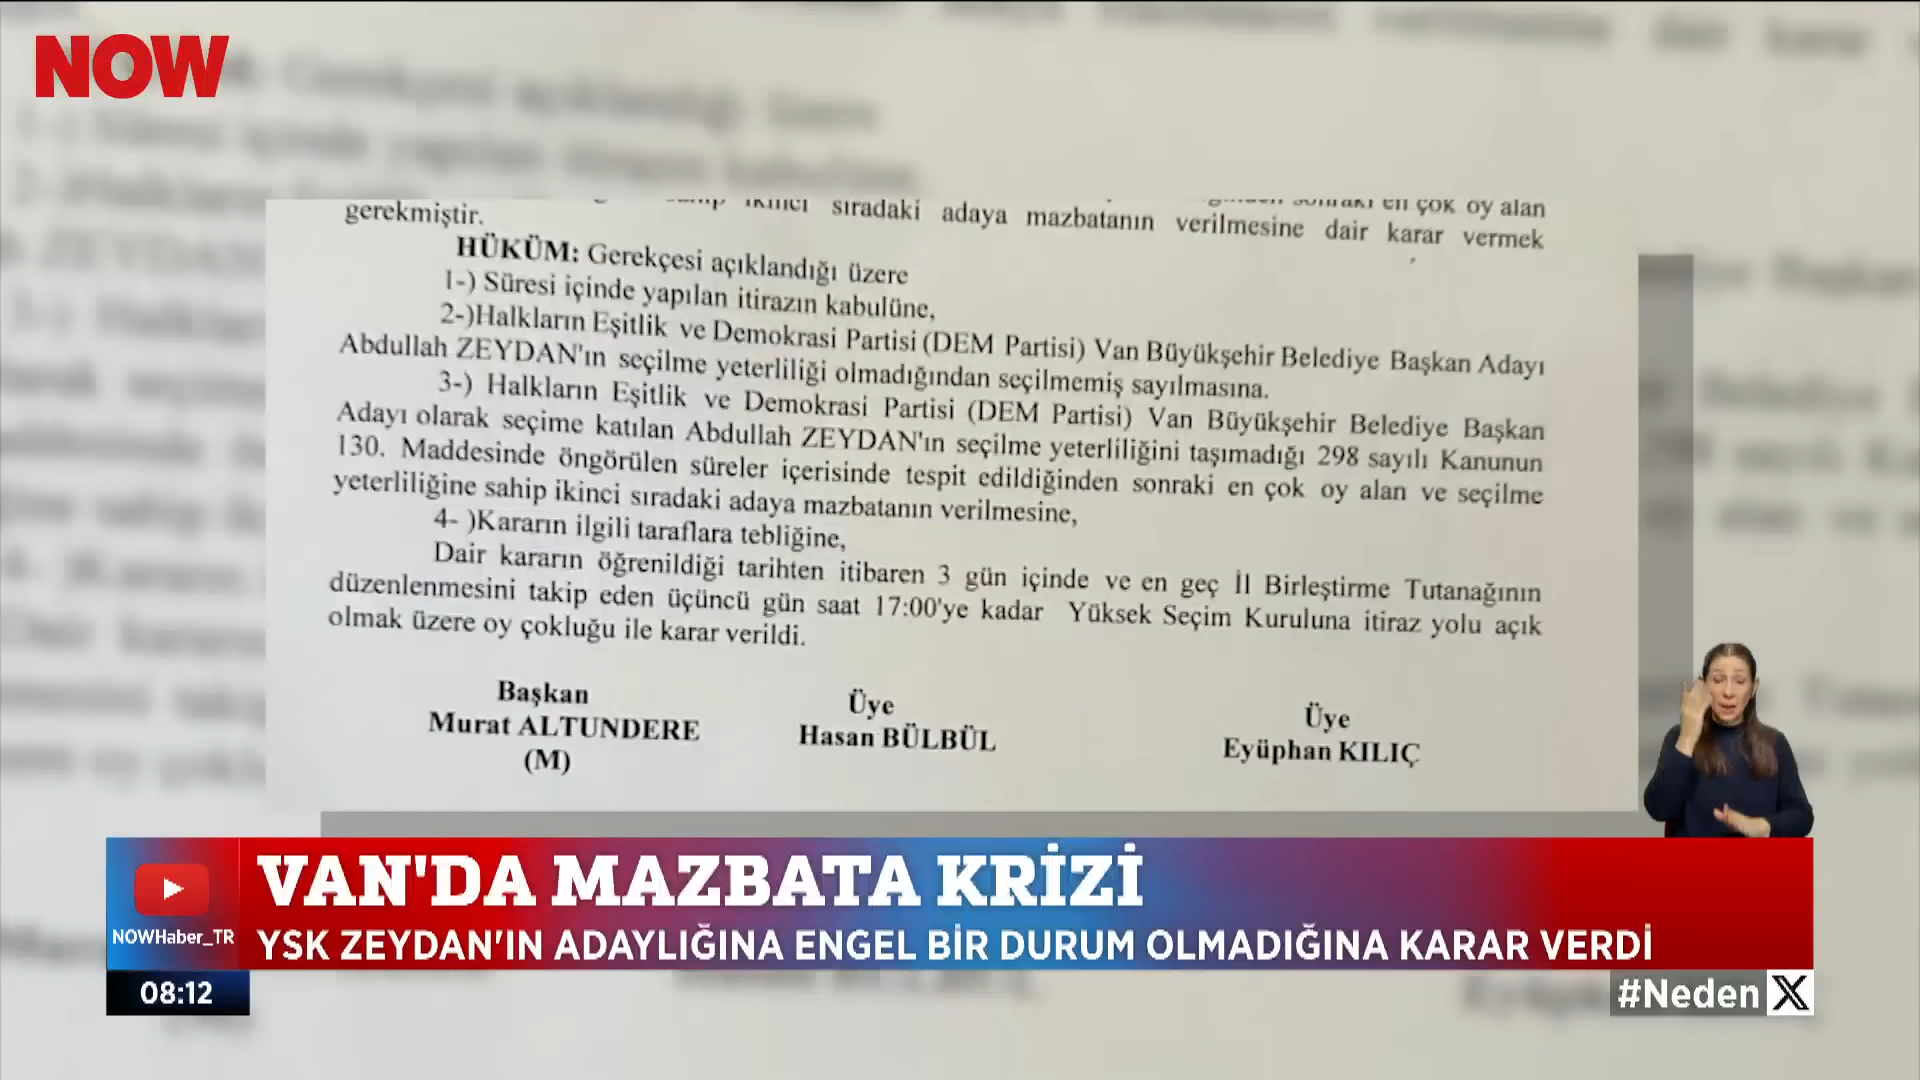 NOW
sonraki en çok oy alan
ikinci sıradaki adaya mazbatanın verilmesine dair karar vermek
gerekmiştir.
HÜKÜM: Gerekçesi açıklandığı üzere
1-) Süresi içinde yapılan itirazın kabulüne,
2-)Halkların Eşitlik ve Demokrasi Partisi (DEM Partisi) Van Büyükşehir Belediye Başkan Adayı
Abdullah ZEYDAN'ın seçilme yeterliliği olmadığından seçilmemiş sayılmasına.
3-) Halkların Eşitlik ve Demokrasi Partisi (DEM Partisi) Van Büyükşehir Belediye Başkan
Adayı olarak seçime katılan Abdullah ZEYDAN'ın seçilme yeterliliğini taşımadığı 298 sayılı Kanunun
130. Maddesinde öngörülen süreler içerisinde tespit edildiğinden sonraki en çok oy alan ve seçilme
yeterliliğine sahip ikinci sıradaki adaya mazbatanın verilmesine,
4- )Kararın ilgili taraflara tebliğine,
Dair kararın öğrenildiği tarihten itibaren 3 gün içinde ve en geç İl Birleştirme Tutanağının
düzenlenmesini takip eden üçüncü gün saat 17:00'ye kadar Yüksek Seçim Kuruluna itiraz yolu açık
olmak üzere oy çokluğu ile karar verildi.
Başkan
Murat ALTUNDERE
(M)
Üye
Hasan BÜLBÜL
Üye
Eyüphan KILIÇ
VAN'DA MAZBATA KRİZİ
NOWHaber_TR
YSK ZEYDAN'IN ADAYLIĞINA ENGEL BİR DURUM OLMADIĞINA KARAR VERDİ
08:12
#Neden X